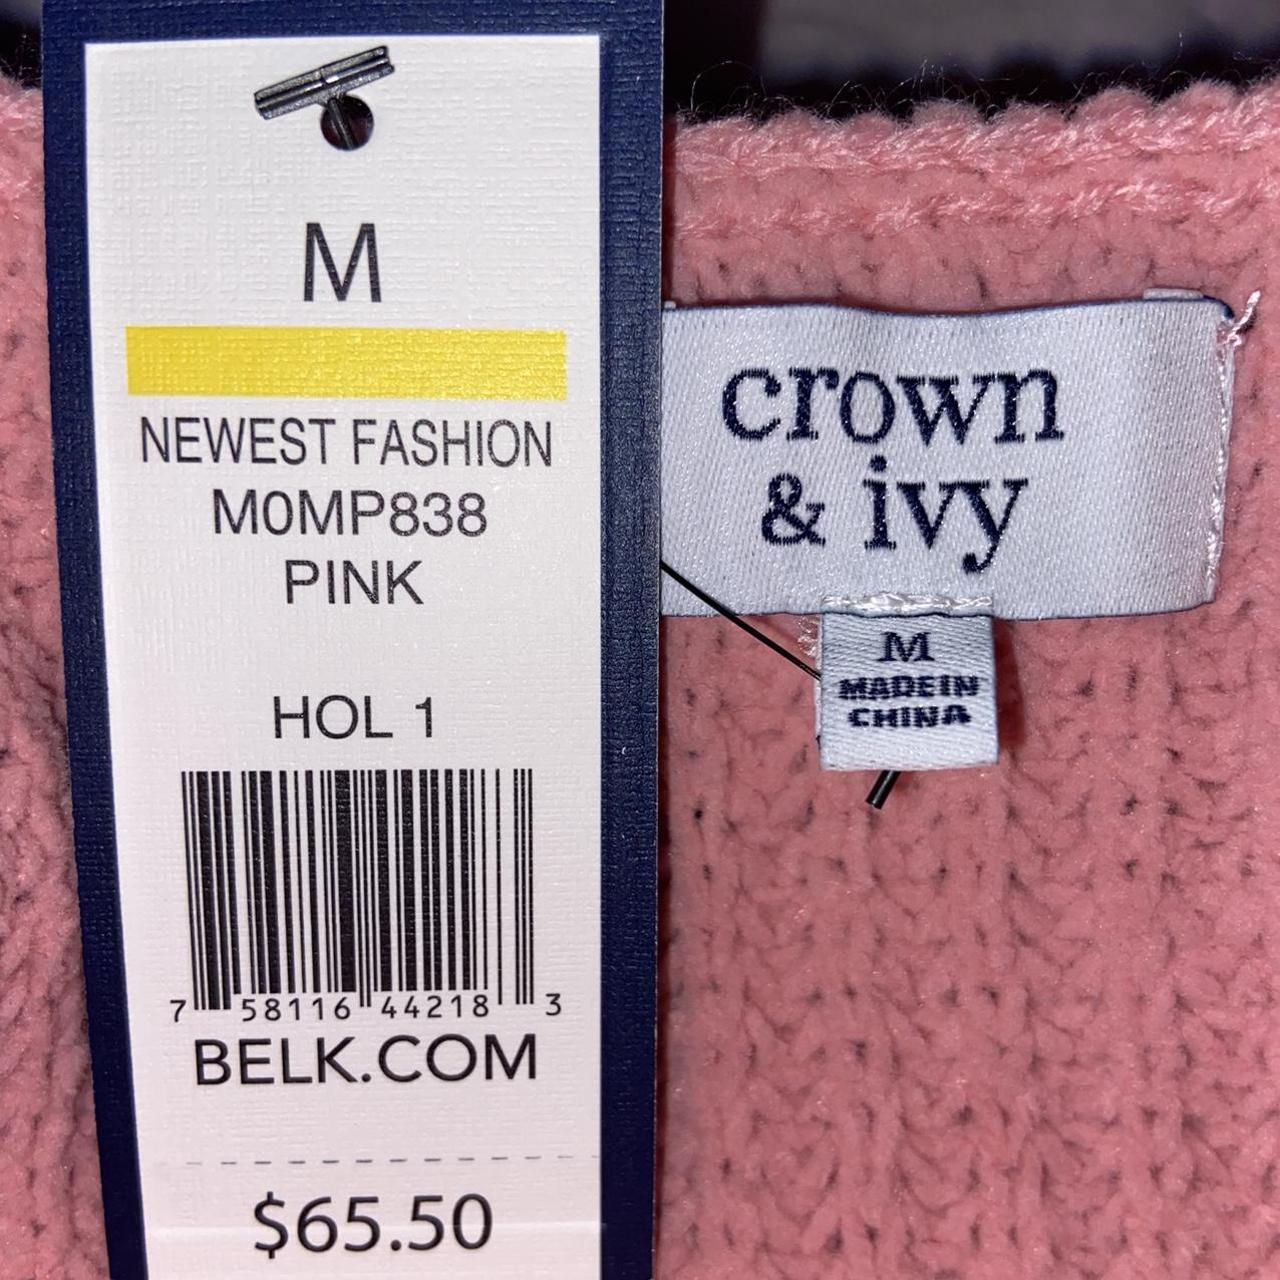 M
NEWEST FASHION
M0MP838
PINK
HOL 1
7 58116 44218 3
BELK.COM
$65.50
crown
& ivy
M
MADE IN
CHINA